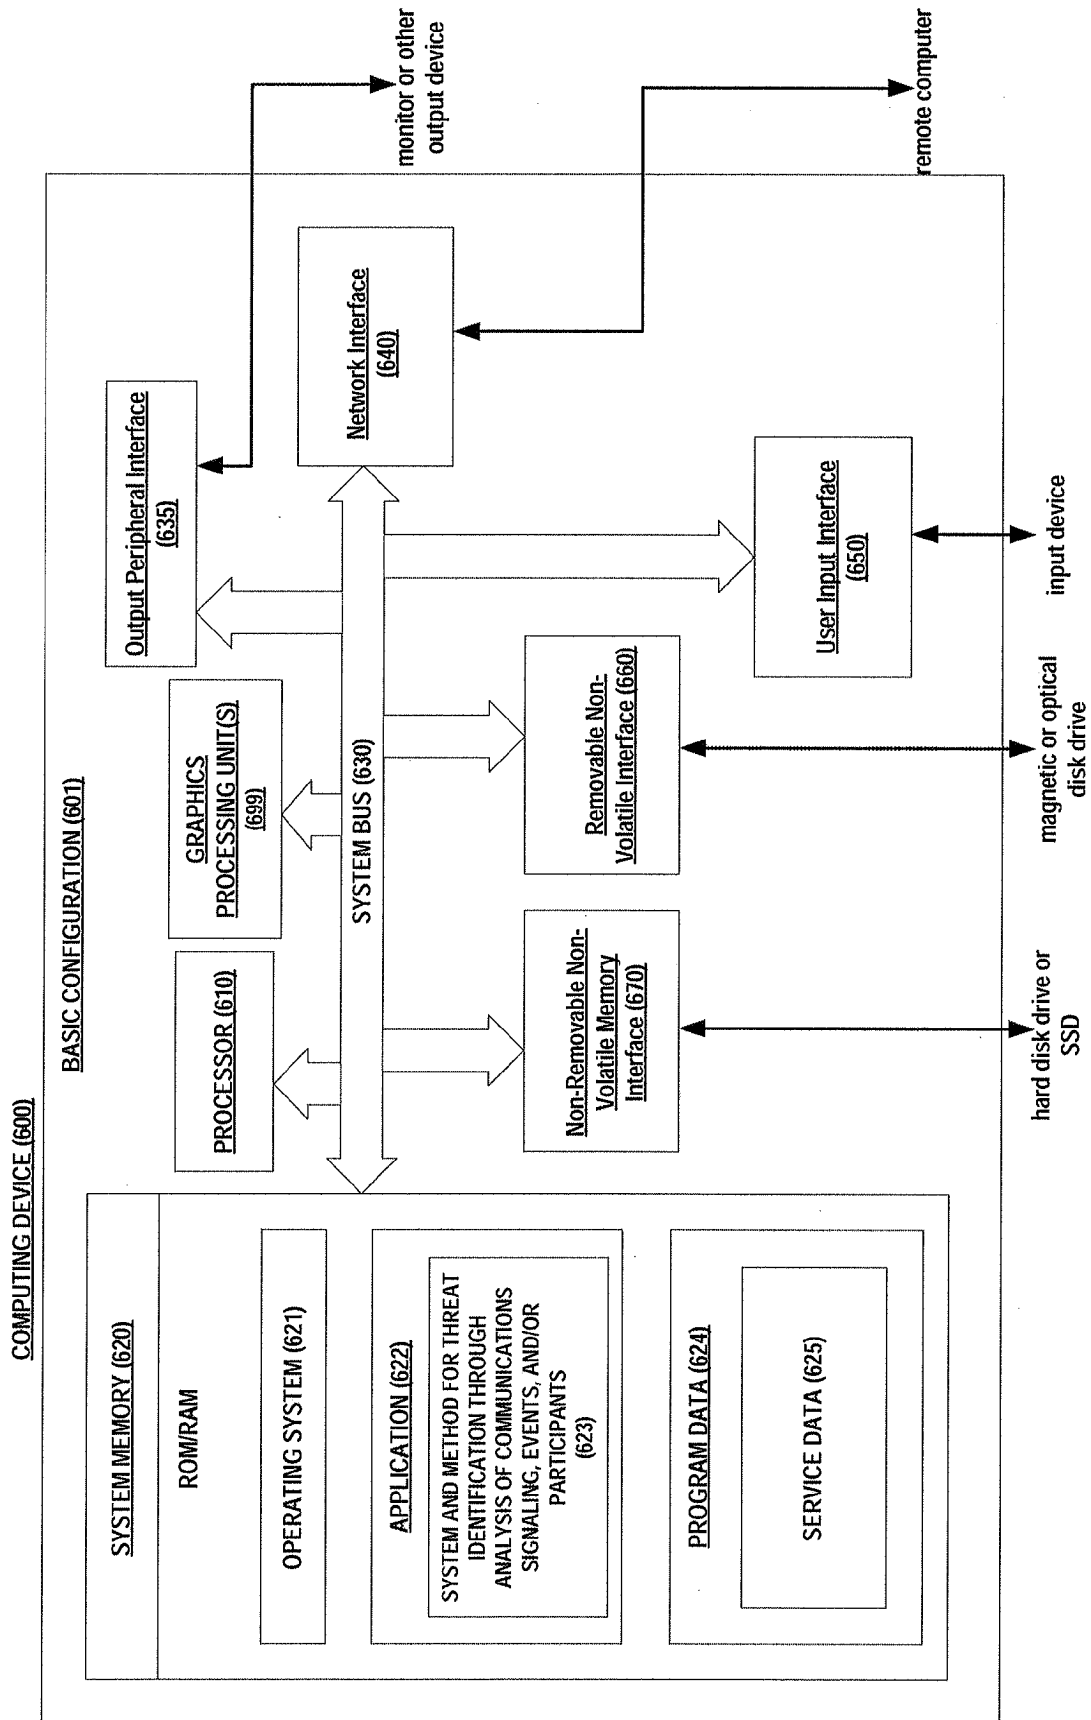 COMPUTING DEVICE (600)
BASIC CONFIGURATION (601)
SYSTEM MEMORY (620)
ROM/RAM
OPERATING SYSTEM (621)
APPLICATION (622)
SYSTEM AND METHOD FOR THREAT
IDENTIFICATION THROUGH
ANALYSIS OF COMMUNICATIONS
SIGNALING, EVENTS, AND/OR
PARTICIPANTS
(623)
PROGRAM DATA (624)
SERVICE DATA (625)
PROCESSOR (610)
GRAPHICS
PROCESSING UNIT(S)
(699)
Output Peripheral Interface
(635)
SYSTEM BUS (630)
Network Interface
(640)
Non-Removable Non-
Volatile Memory
Interface (670)
Removable Non-
Volatile Interface (660)
User Input Interface
(650)
monitor or other
output device
remote computer
hard disk drive or
SSD
magnetic or optical
disk drive
input device